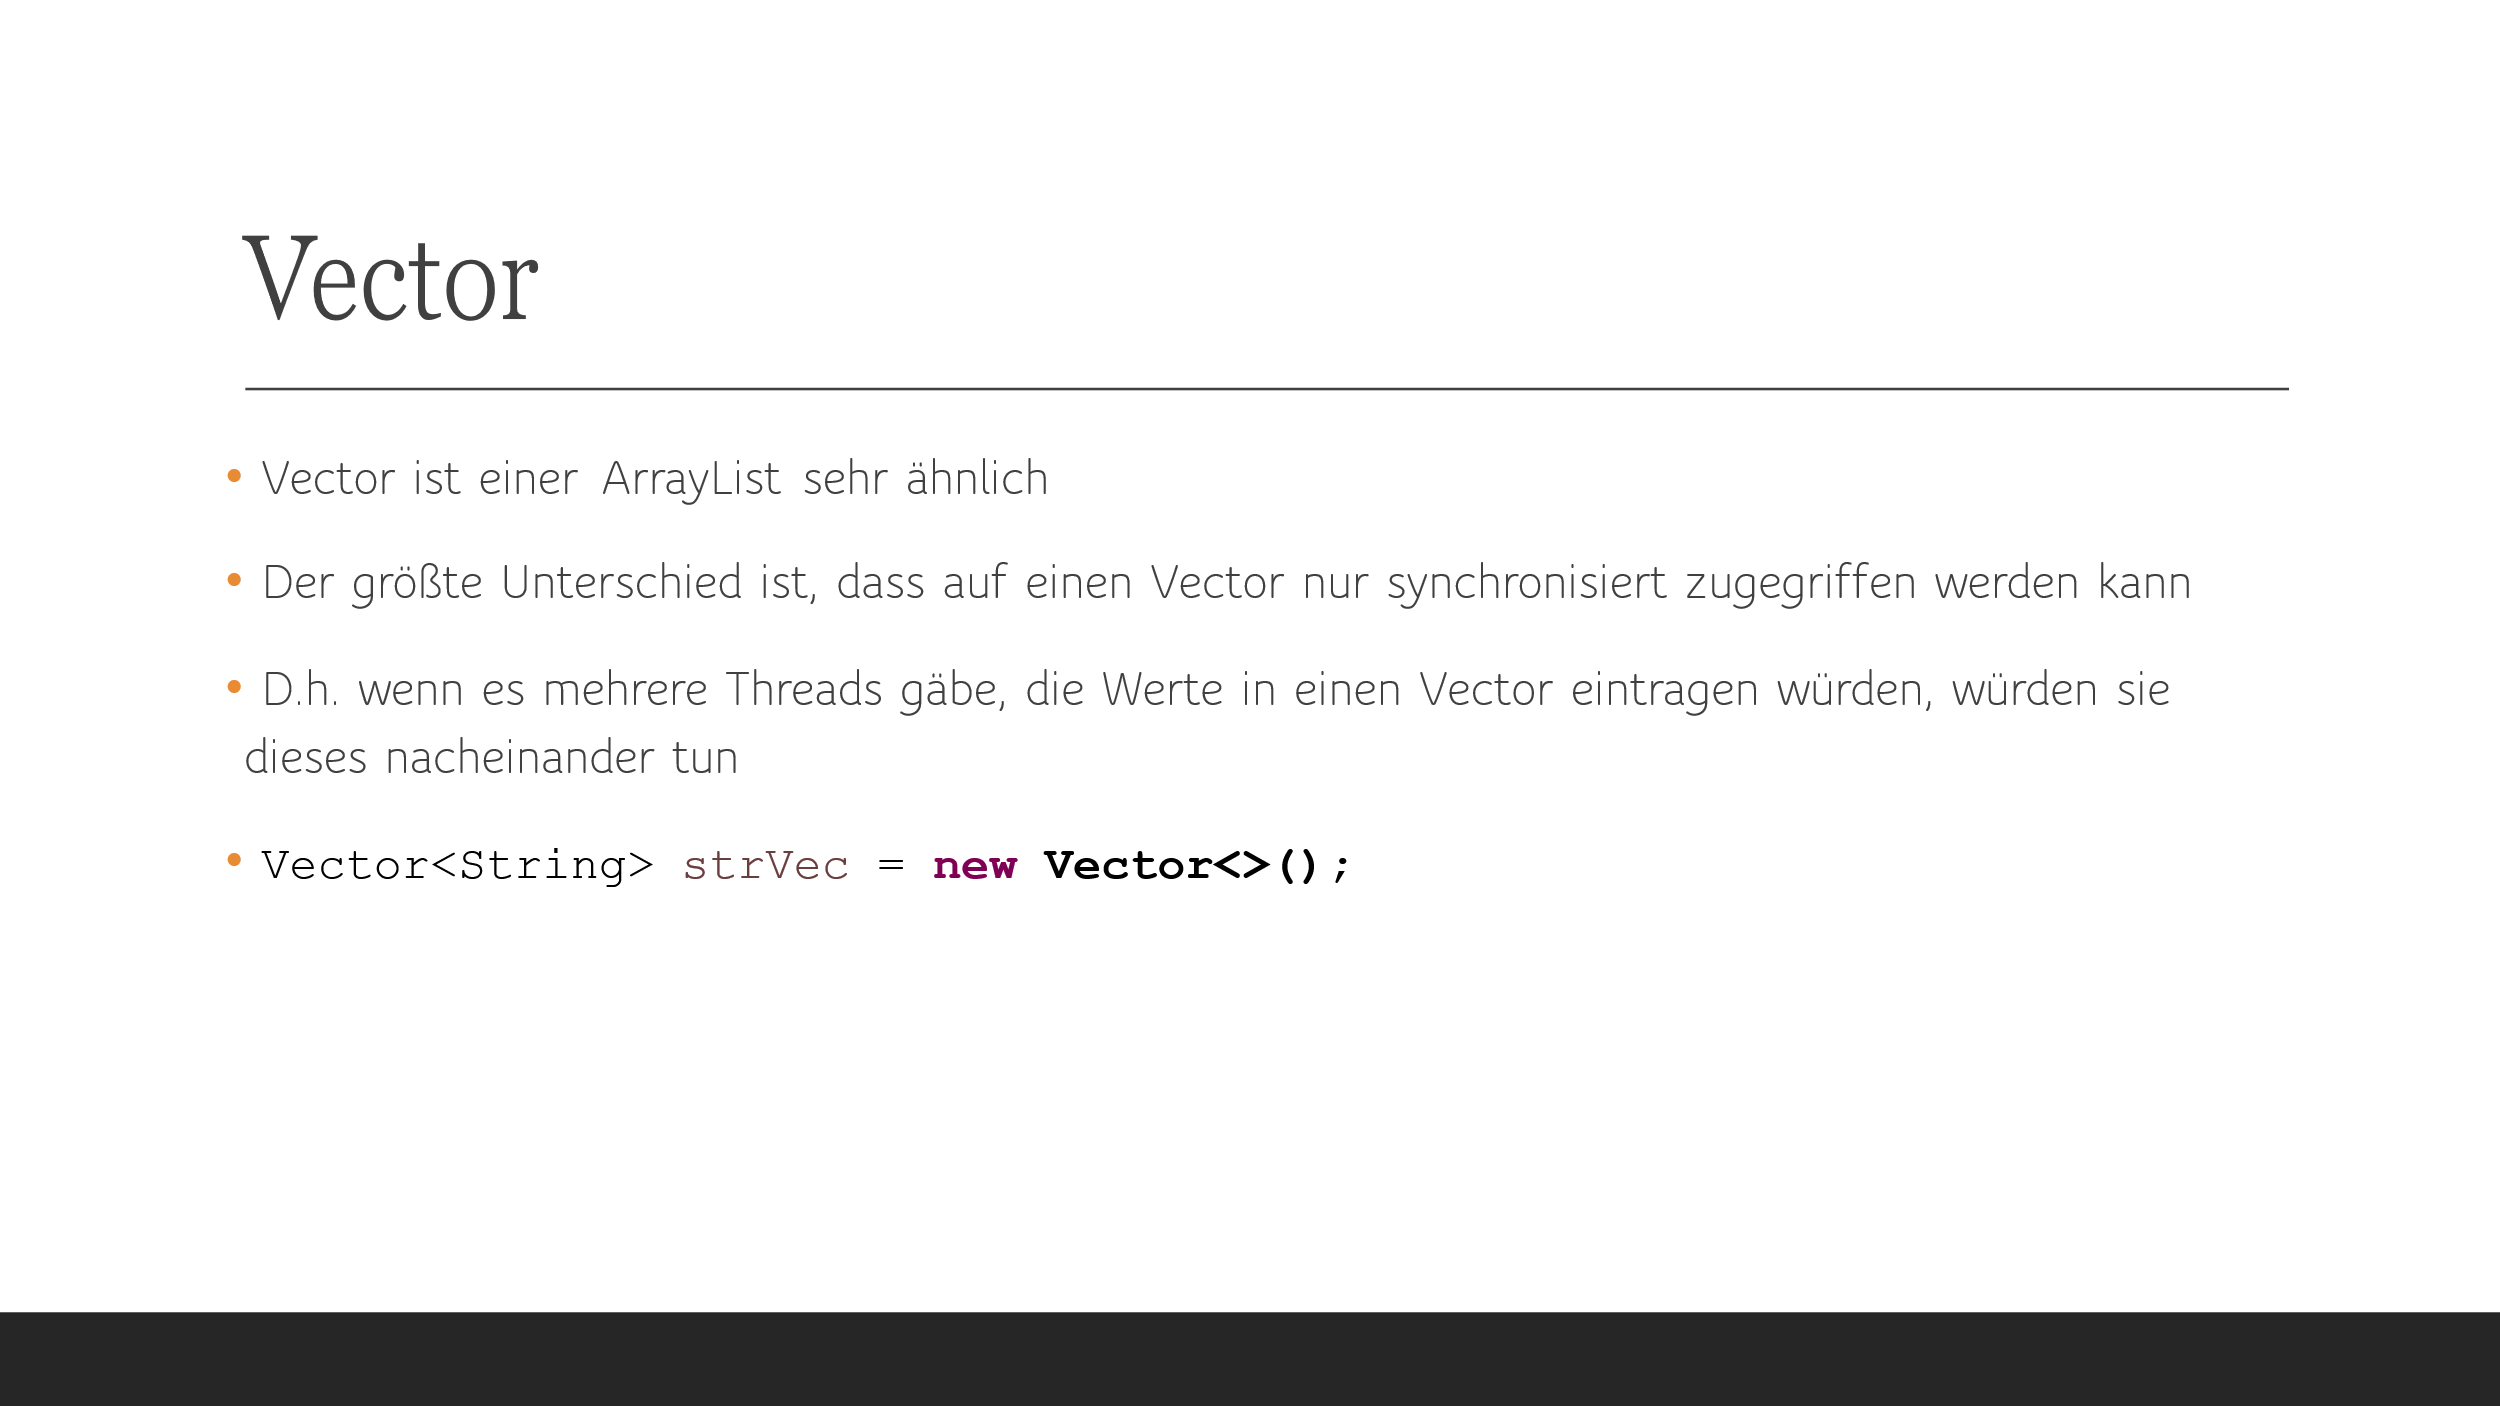 Vector
• Vector ist einer ArrayList sehr ähnlich
• Der größte Unterschied ist, dass auf einen Vector nur synchronisiert zugegriffen werden kann
• D.h. wenn es mehrere Threads gäbe, die Werte in einen Vector eintragen würden, würden sie
dieses nacheinander tun
• Vector<String> strVec = new Vector<>();